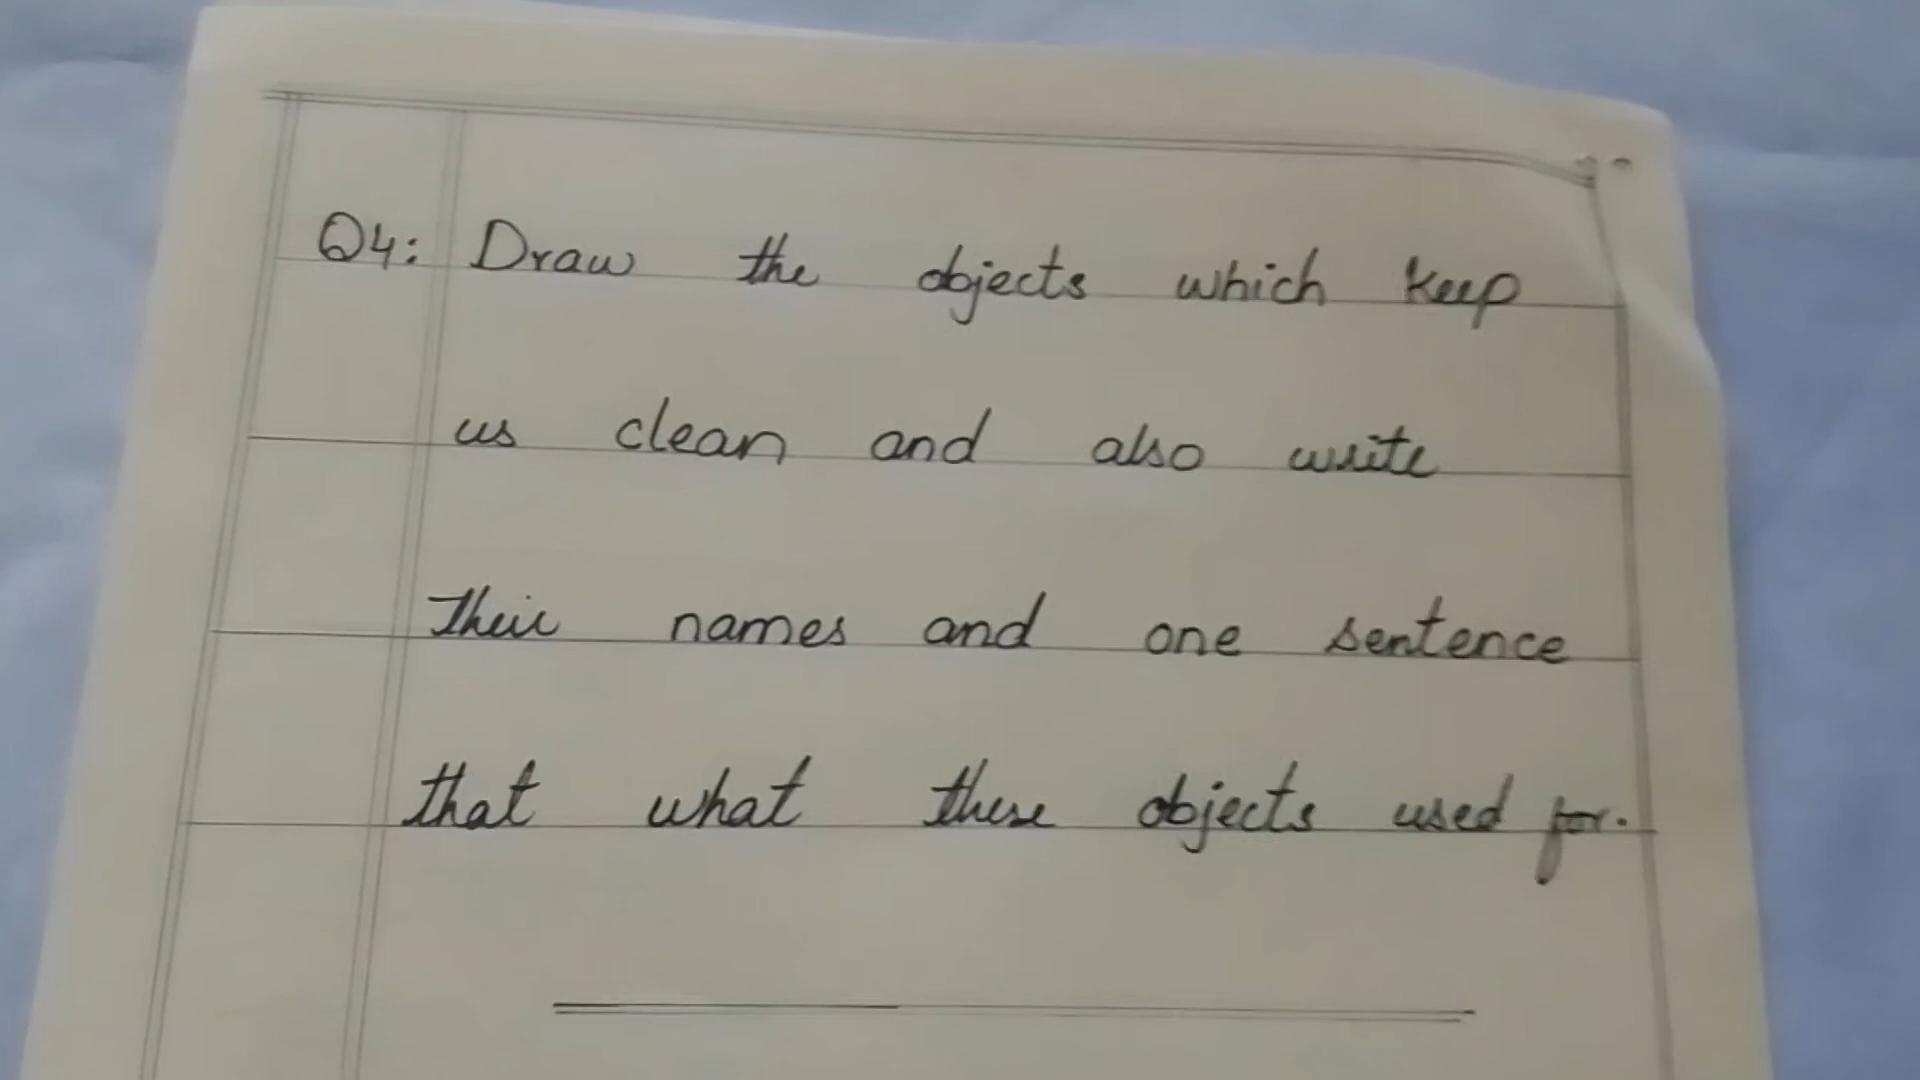 Q4: Draw the objects which keep
us clean and also write
Their names and one sentence
that what these objects used for.